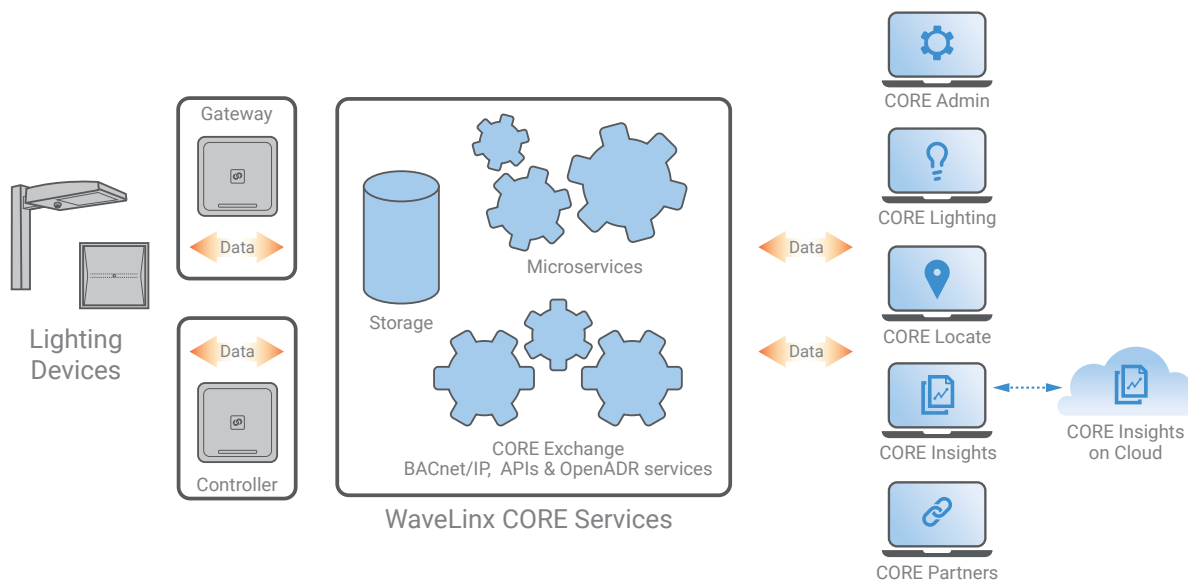 Lighting
Devices
Gateway
Data
Data
Controller
Storage
Microservices
CORE Exchange
BACnet/IP, APIs & OpenADR services
WaveLinx CORE Services
Data
Data
CORE Admin
CORE Lighting
CORE Locate
CORE Insights
CORE Partners
CORE Insights
on Cloud